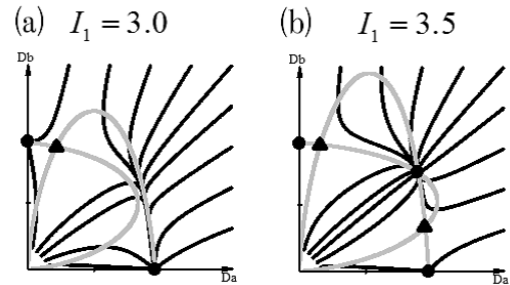 (a) I₁ = 3.0
Db
Da
(b) I₁ = 3.5
Db
Da